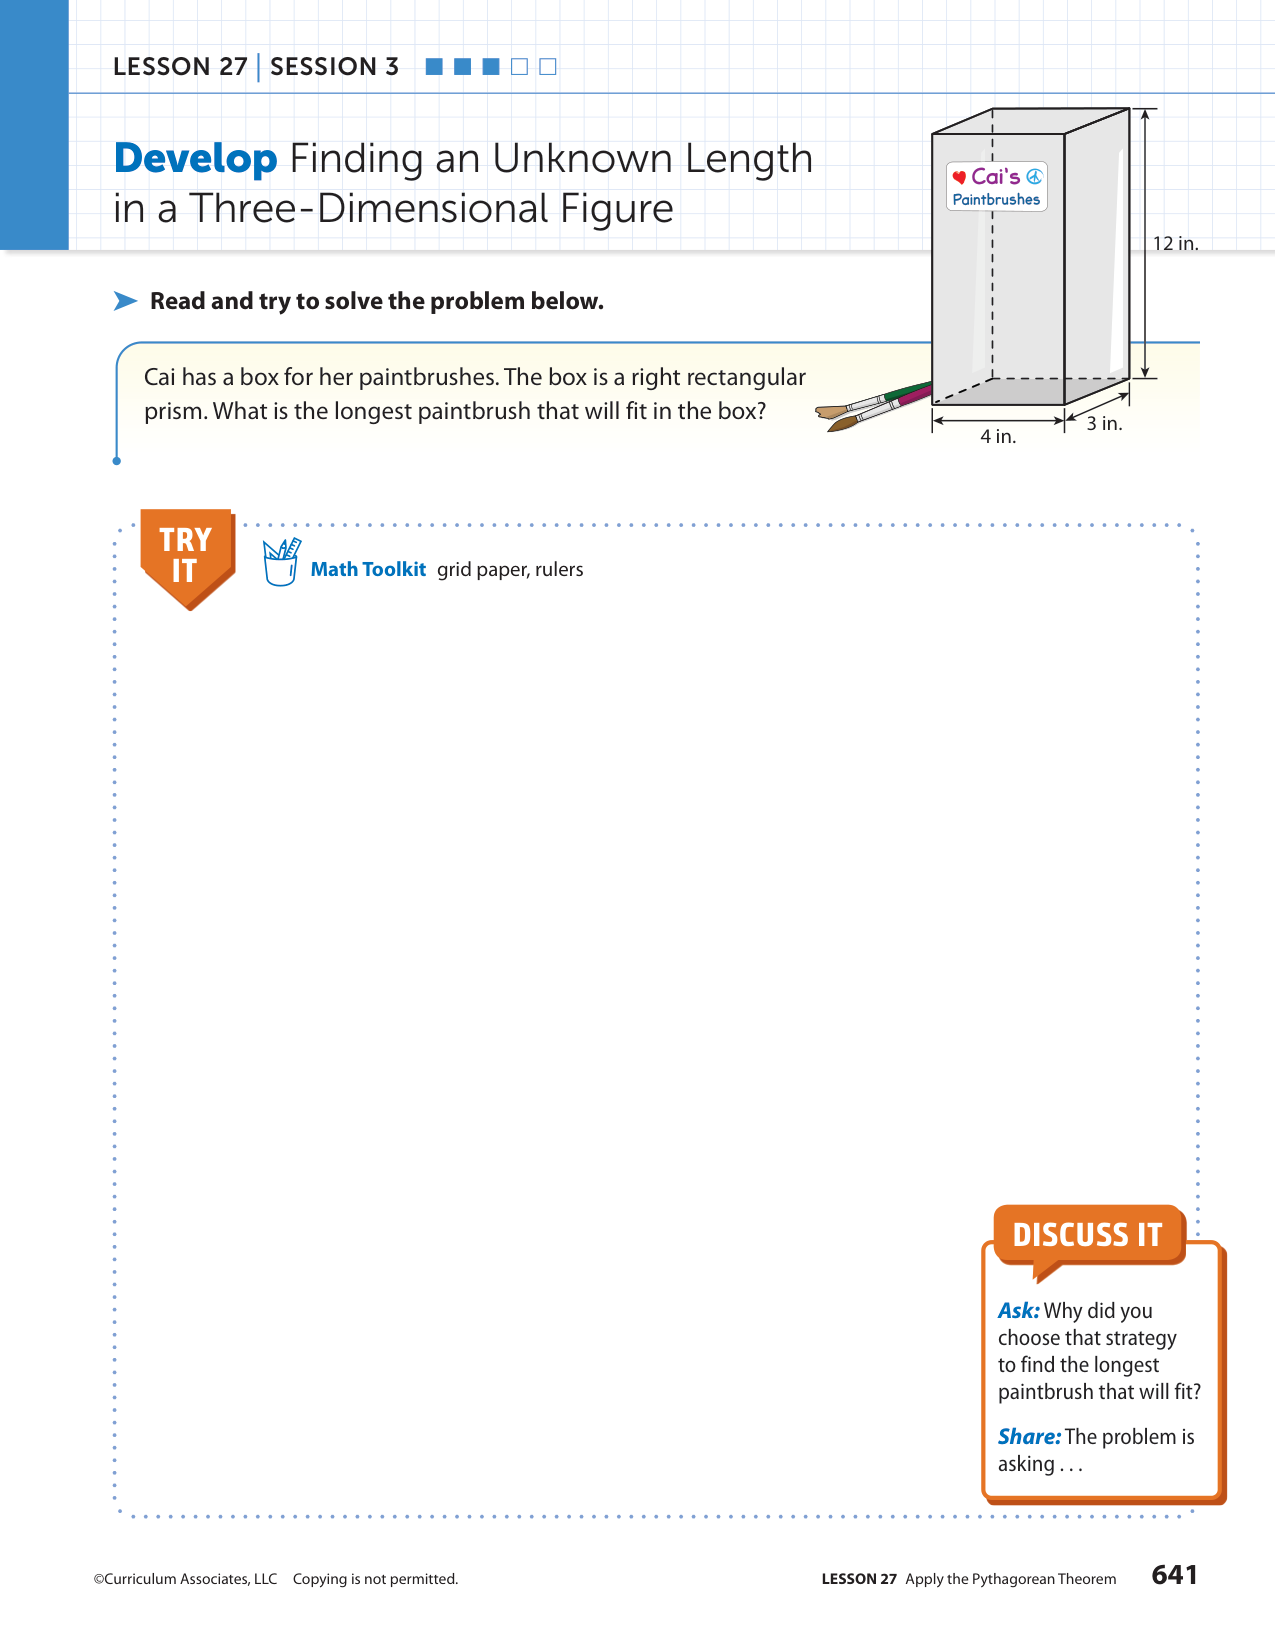 LESSON 27 | SESSION 3
Develop Finding an Unknown Length
in a Three-Dimensional Figure
Cai's
Paintbrushes
12 in.
➤ Read and try to solve the problem below.
Cai has a box for her paintbrushes. The box is a right rectangular
prism. What is the longest paintbrush that will fit in the box?
4 in.
3 in.
TRY
IT
Math Toolkit grid paper, rulers
DISCUSS IT
Ask: Why did you
choose that strategy
to find the longest
paintbrush that will fit?
Share: The problem is
asking . . .
©Curriculum Associates, LLC Copying is not permitted.
LESSON 27 Apply the Pythagorean Theorem 641